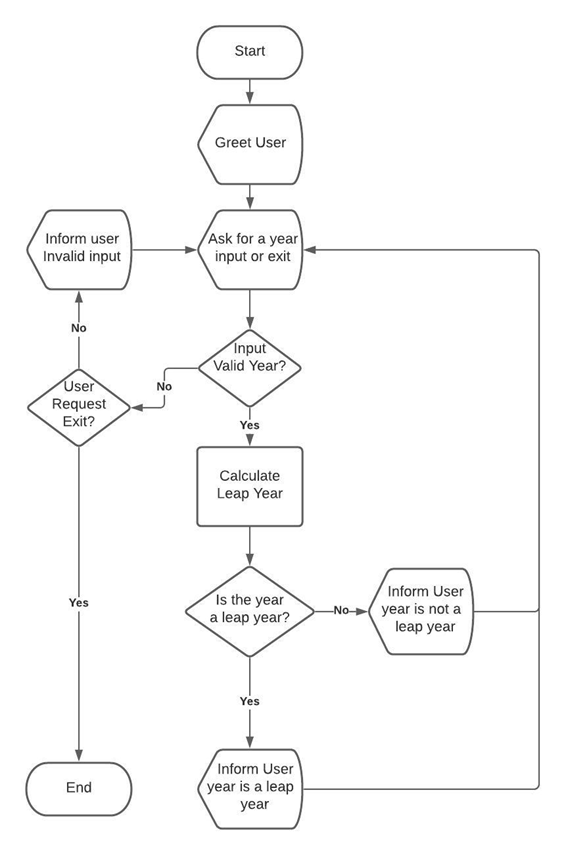 Start
Greet User
Inform user
Invalid input
Ask for a year
input or exit
No
Input
Valid Year?
User
Request
Exit?
No
Yes
Calculate
Leap Year
Is the year
a leap year?
No
Inform User
year is not a
leap year
Yes
Yes
Inform User
year is a leap
year
End